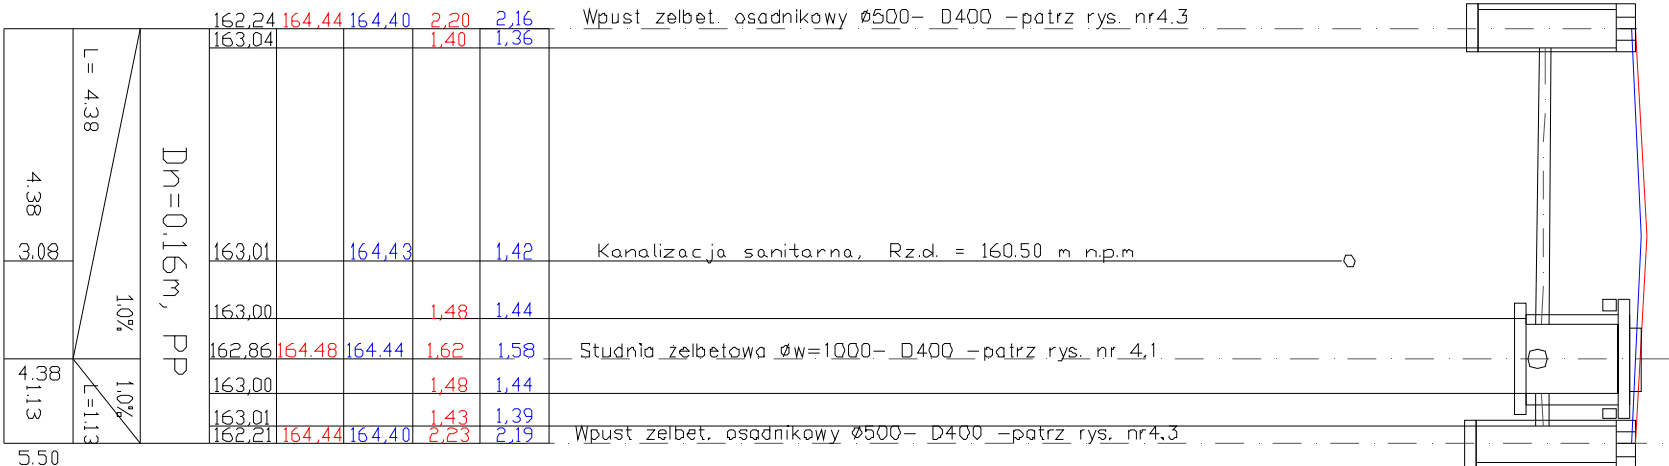 162,24 164,44 164,40 2,20 2,16 Wpust zelbet. osadnikowy Ø500- D400 -patrz rys. nr4.3
163,04 1,40 1,36
L= 4.38
4.38
Dn=0.16m, PP
3.08 163,01 164,43 1,42 Kanalizacja sanitarna, Rz.d. = 160.50 m n.p.m
1.0%
163,00 1,48 1,44
162,86 164.48 164.44 1,62 1,58 Studnia żelbetowa Øw=1000- D400 -patrz rys. nr 4,1
4.38 163,00 1,48 1,44
1.13
L=1.13
1.0%
163,01 1,43 1,39
162,21 164,44 164,40 2,23 2,19 Wpust zelbet. osadnikowy Ø500- D400 -patrz rys. nr4.3
5.50